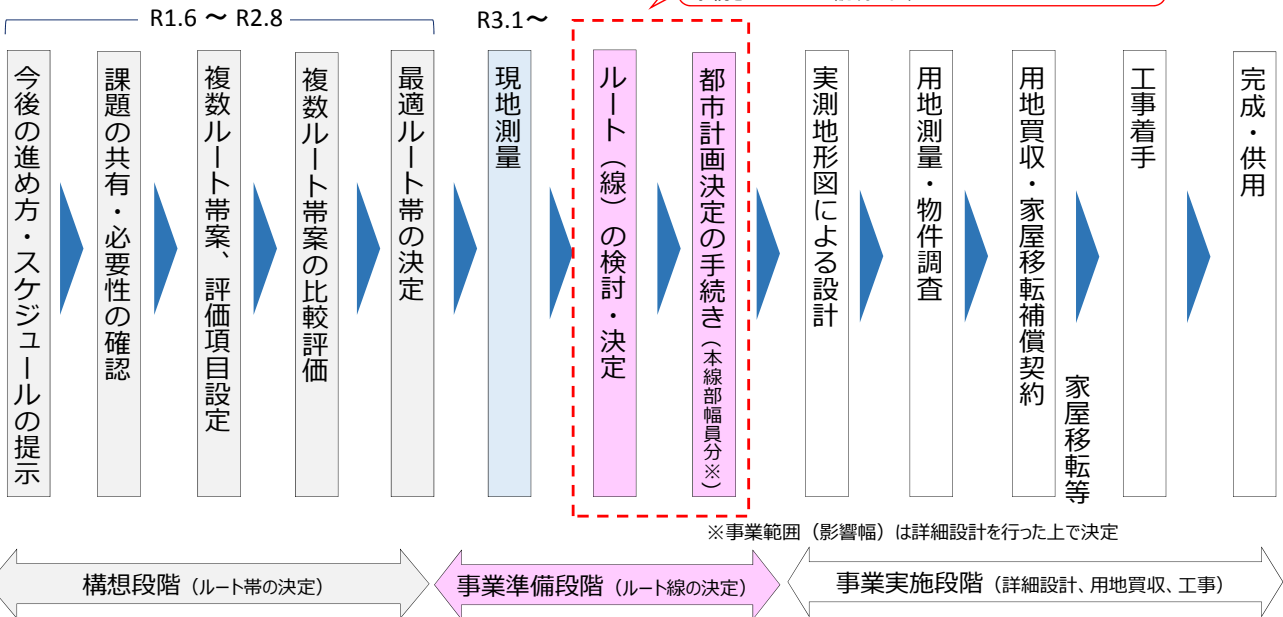 R1.6 ～ R2.8
R3.1～
今後の進め方・スケジュールの提示
課題の共有・必要性の確認
複数ルート帯案、評価項目設定
複数ルート帯案の比較評価
最適ルート帯の決定
現地測量
ルート（線）の検討・決定
都市計画決定の手続き（本線部幅員分※）
実測地形図による設計
用地測量・物件調査
用地買収・家屋移転補償契約
家屋移転等
工事着手
完成・供用
※事業範囲（影響幅）は詳細設計を行った上で決定
構想段階（ルート帯の決定）
事業準備段階（ルート線の決定）
事業実施段階（詳細設計、用地買収、工事）